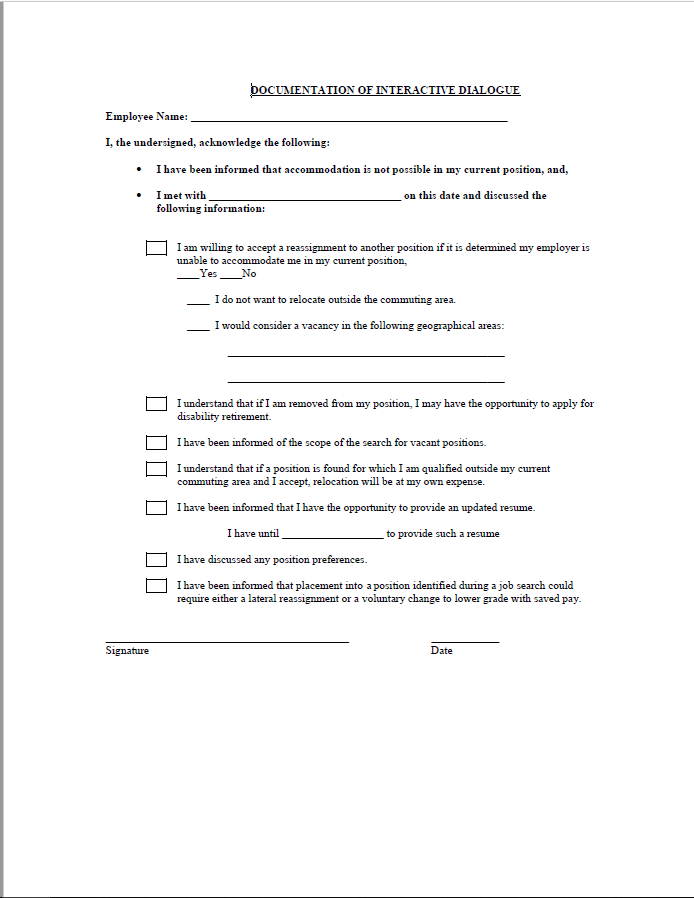 DOCUMENTATION OF INTERACTIVE DIALOGUE
Employee Name: ___________________________
I, the undersigned, acknowledge the following:
• I have been informed that accommodation is not possible in my current position, and,
• I met with ___________________________ on this date and discussed the
following information:
I am willing to accept a reassignment to another position if it is determined my employer is
unable to accommodate me in my current position,
____Yes ____No
____ I do not want to relocate outside the commuting area.
____ I would consider a vacancy in the following geographical areas:
I understand that if I am removed from my position, I may have the opportunity to apply for
disability retirement.
I have been informed of the scope of the search for vacant positions.
I understand that if a position is found for which I am qualified outside my current
commuting area and I accept, relocation will be at my own expense.
I have been informed that I have the opportunity to provide an updated resume.
I have until ___________________ to provide such a resume
I have discussed any position preferences.
I have been informed that placement into a position identified during a job search could
require either a lateral reassignment or a voluntary change to lower grade with saved pay.
Signature Date